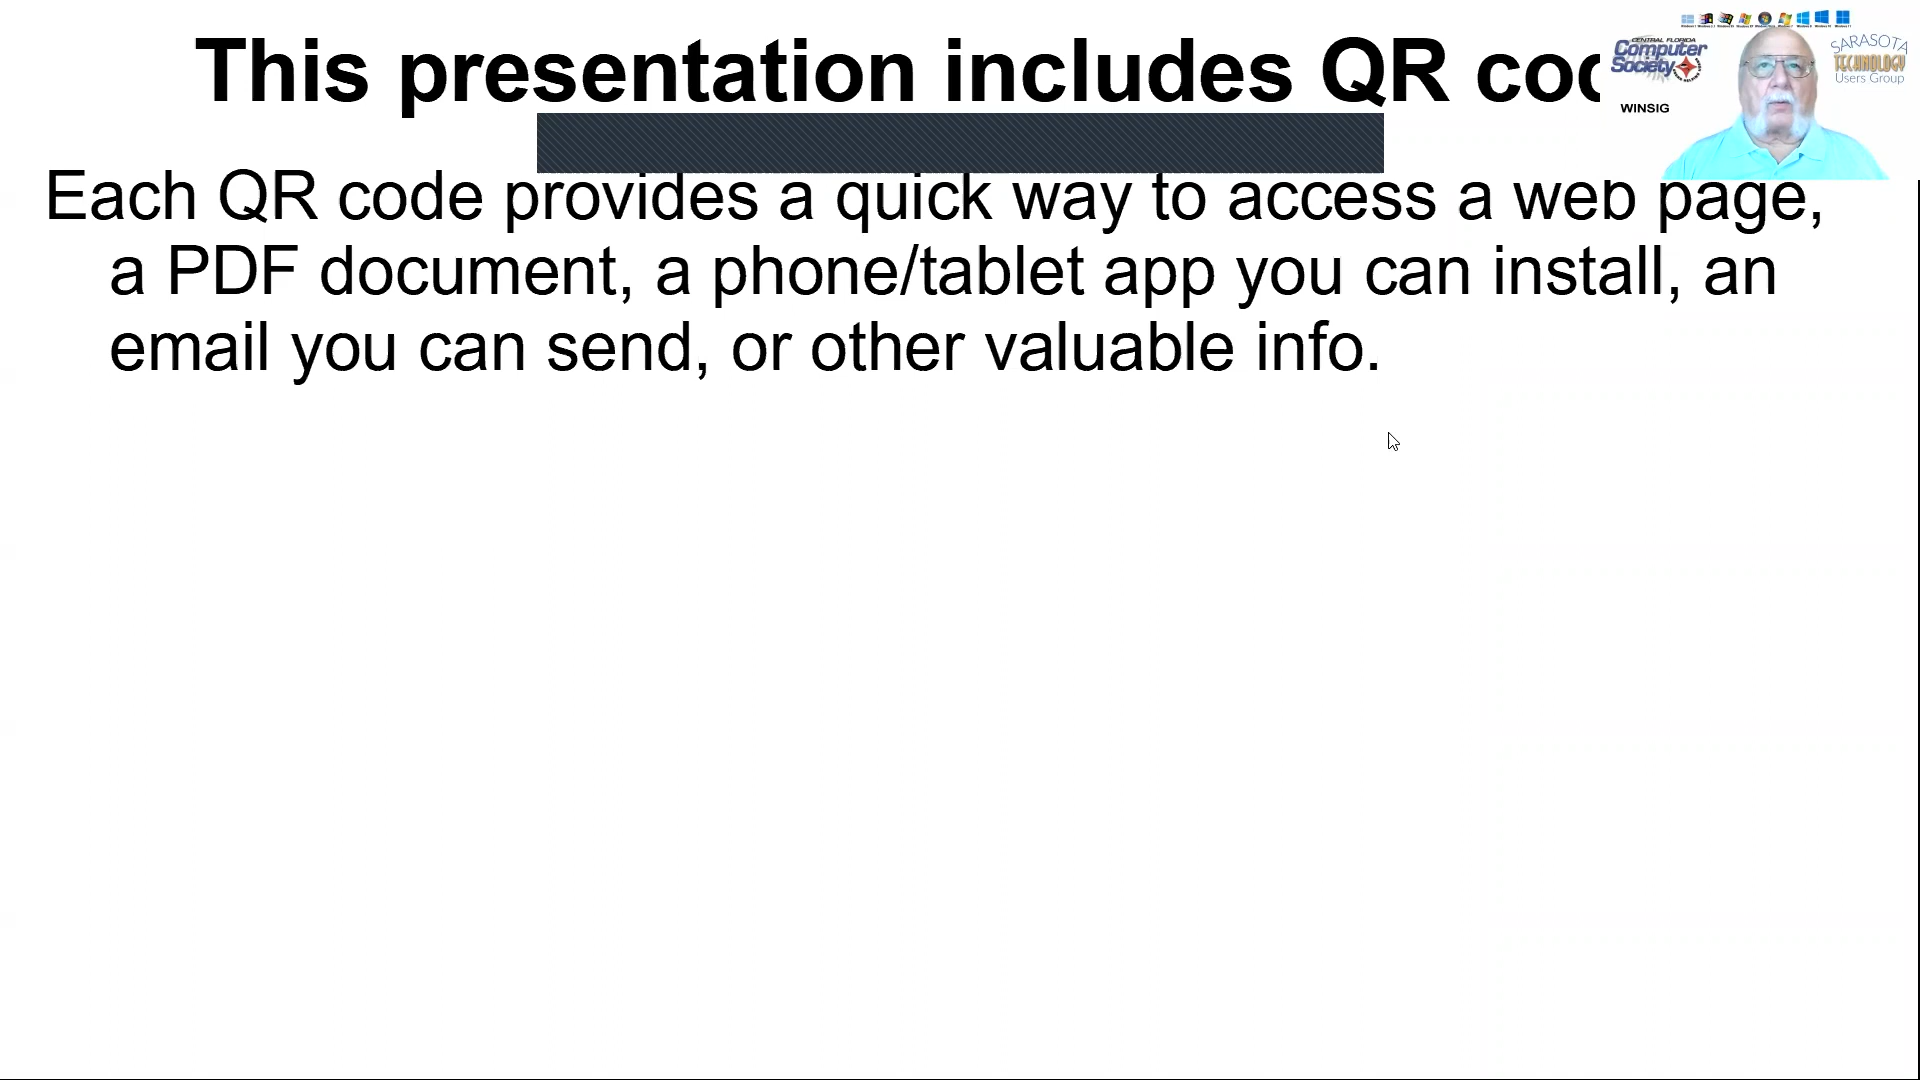 This presentation includes QR coc
Each QR code provides a quick way to access a web page,
a PDF document, a phone/tablet app you can install, an
email you can send, or other valuable info.
CENTRAL FLORIDA
Computer
Society
WINSIG
SARASOTA
TECHNOLOGY
Users Group